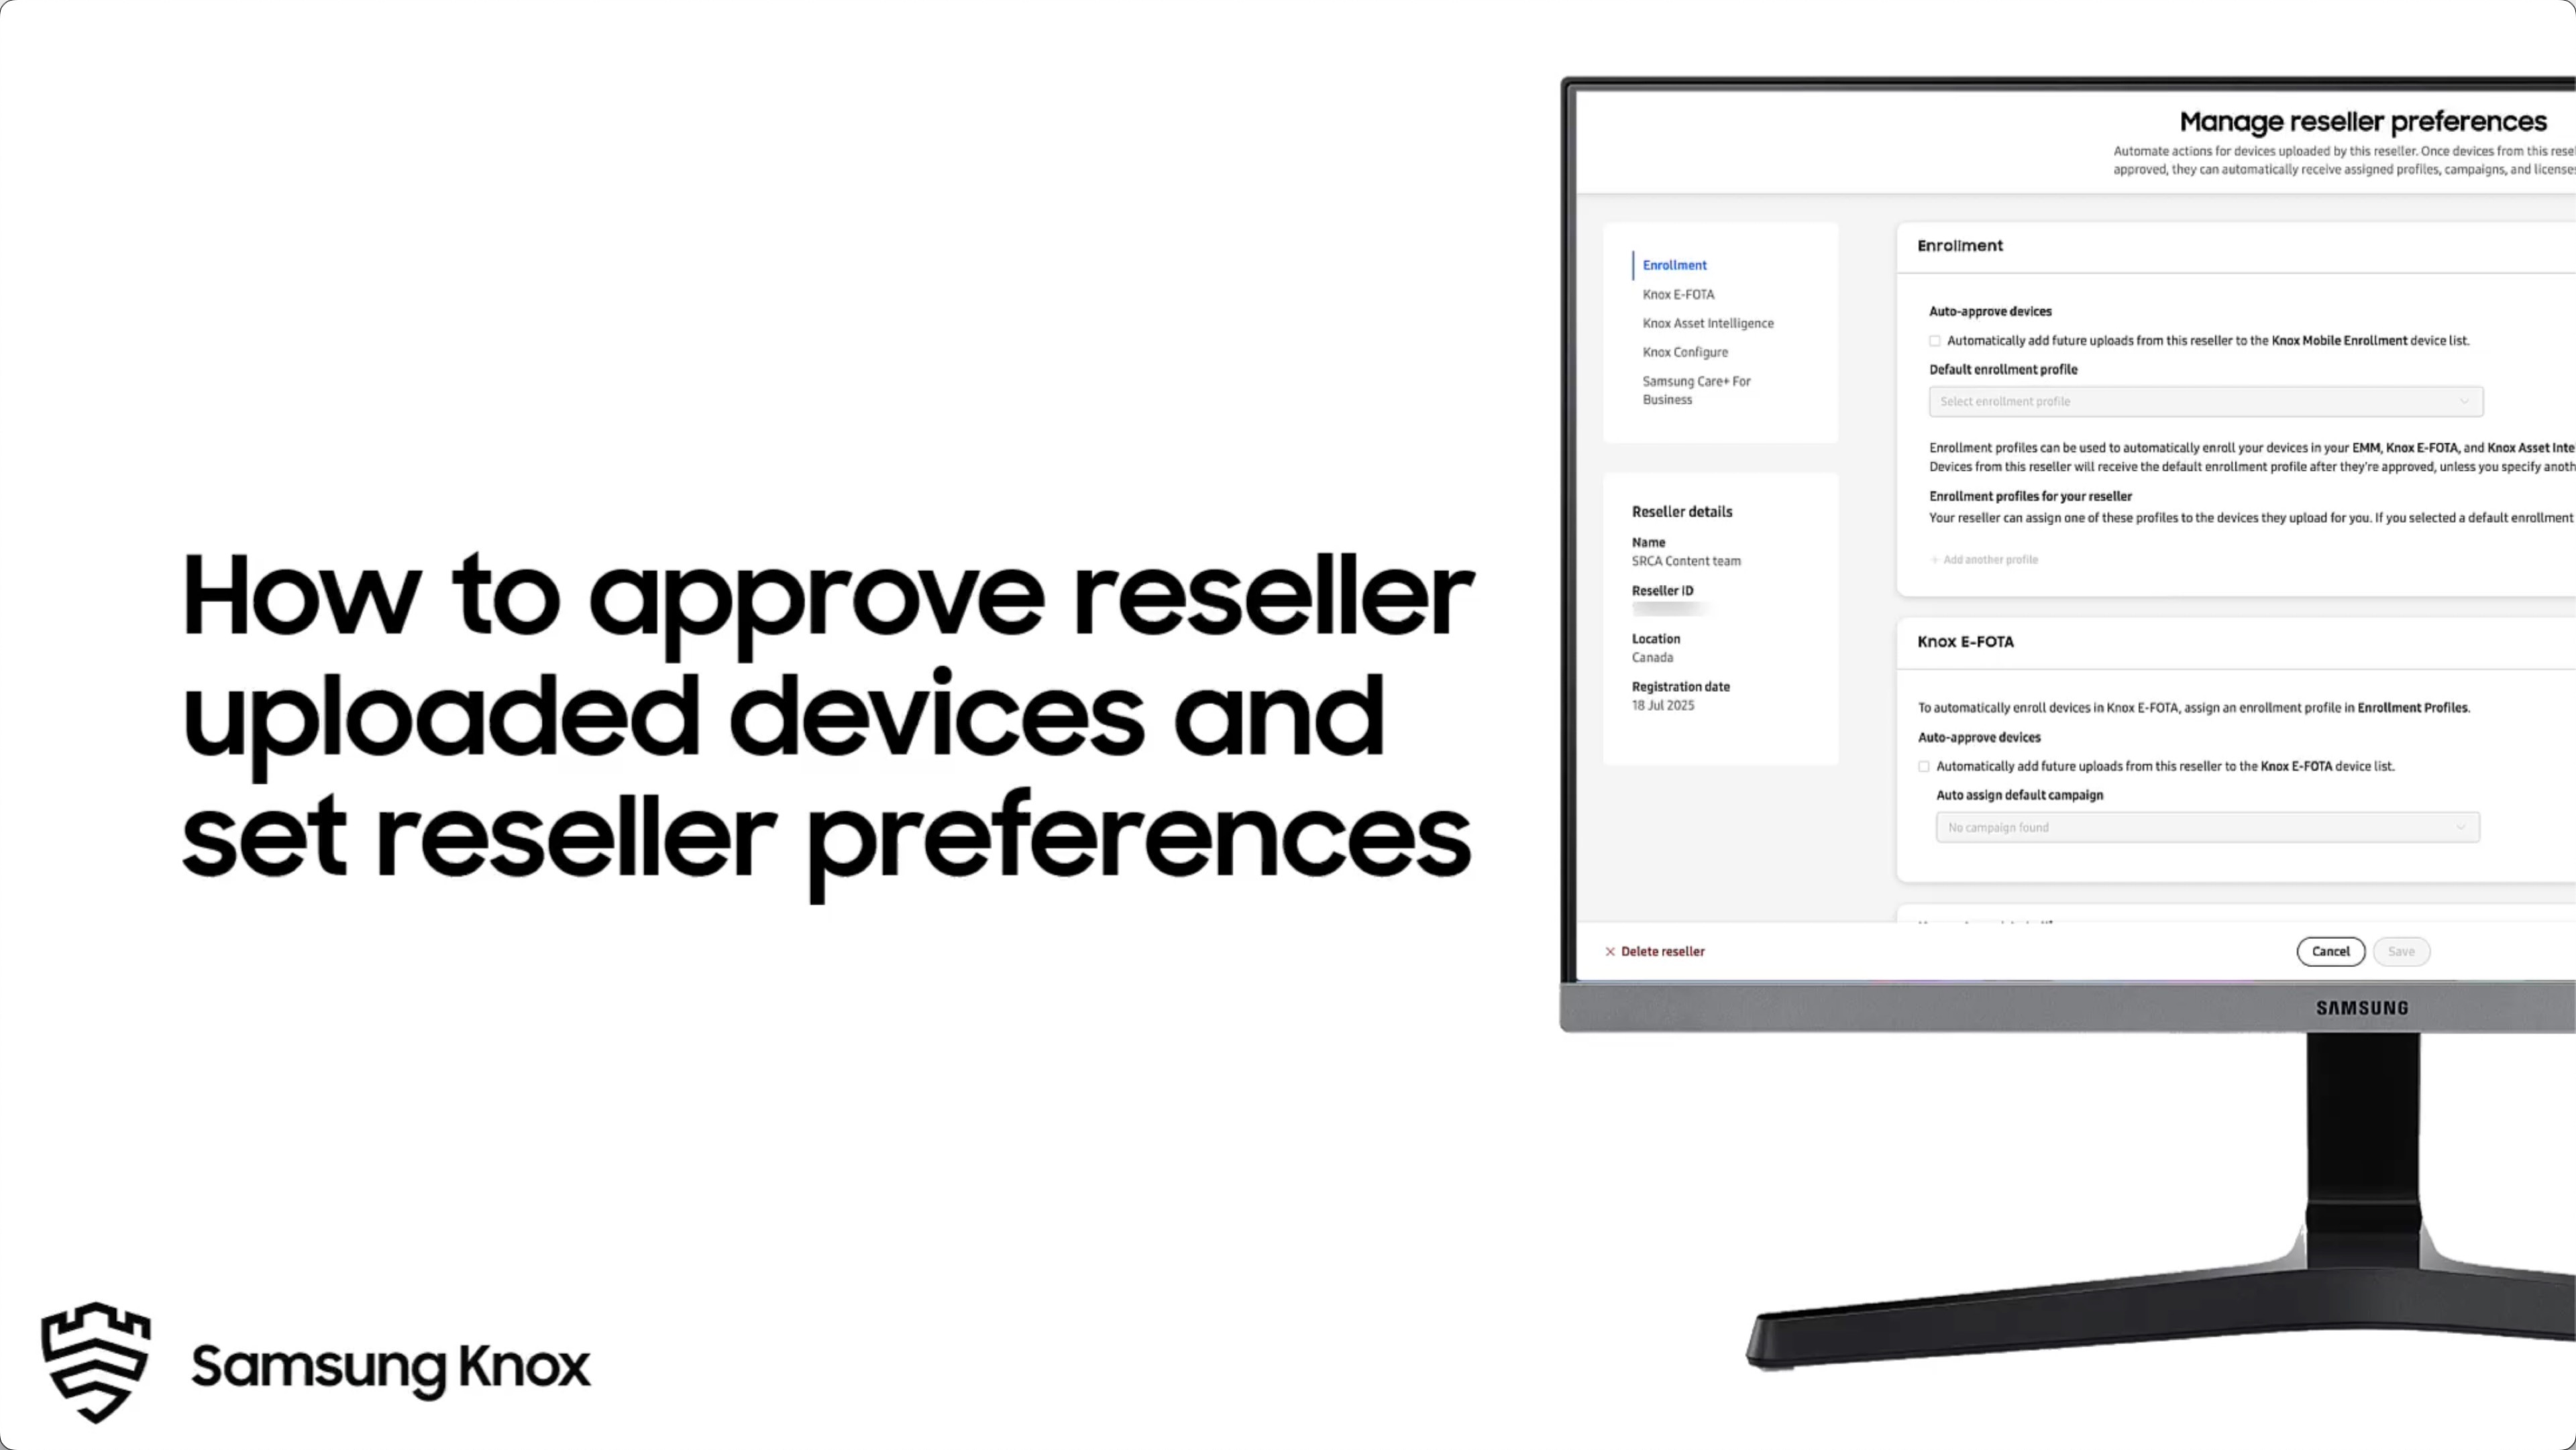 How to approve reseller
uploaded devices and
set reseller preferences
Samsung Knox
Manage reseller preferences
Automate actions for devices uploaded by this reseller. Once devices from this
approved, they can automatically receive assigned profiles, campaigns, and
Enrollment
Knox E-FOTA
Knox Asset Intelligence
Knox Configure
Samsung Care+ For
Business
Reseller details
Name
SRCA Content team
Reseller ID
Location
Canada
Registration date
18 Jul 2025
Enrollment
Auto-approve devices
Automatically add future uploads from this reseller to the Knox Mobile Enrollment device list.
Default enrollment profile
Select enrollment profile
Enrollment profiles can be used to automatically enroll your devices in your EMM, Knox E-FOTA, and Knox Asset
Devices from this reseller will receive the default enrollment profile after they're approved, unless you specify
Enrollment profiles for your reseller
Your reseller can assign one of these profiles to the devices they upload for you. If you selected a default enrollment
+ Add another profile
Knox E-FOTA
To automatically enroll devices in Knox E-FOTA, assign an enrollment profile in Enrollment Profiles.
Auto-approve devices
Automatically add future uploads from this reseller to the Knox E-FOTA device list.
Auto assign default campaign
No campaign found
Delete reseller
Cancel
Save
SAMSUNG